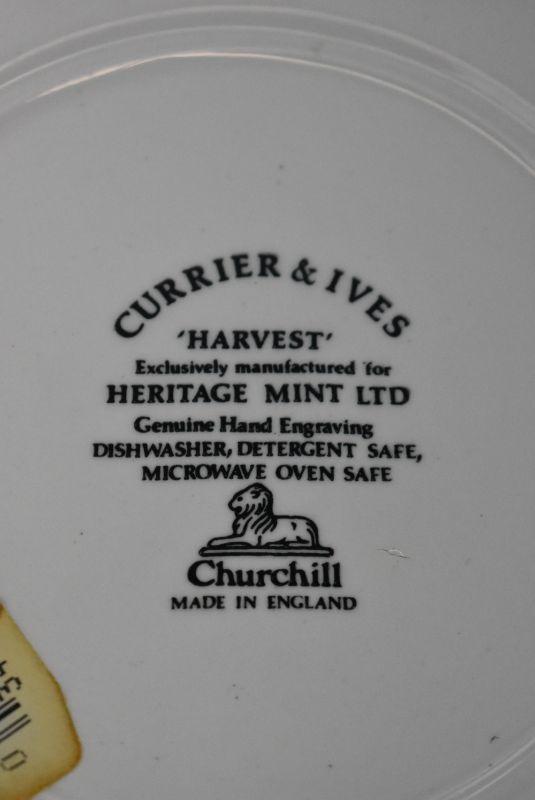 CURRIER & IVES
'HARVEST'
Exclusively manufactured for
HERITAGE MINT LTD
Genuine Hand Engraving
DISHWASHER, DETERGENT SAFE,
MICROWAVE OVEN SAFE
Churchill
MADE IN ENGLAND